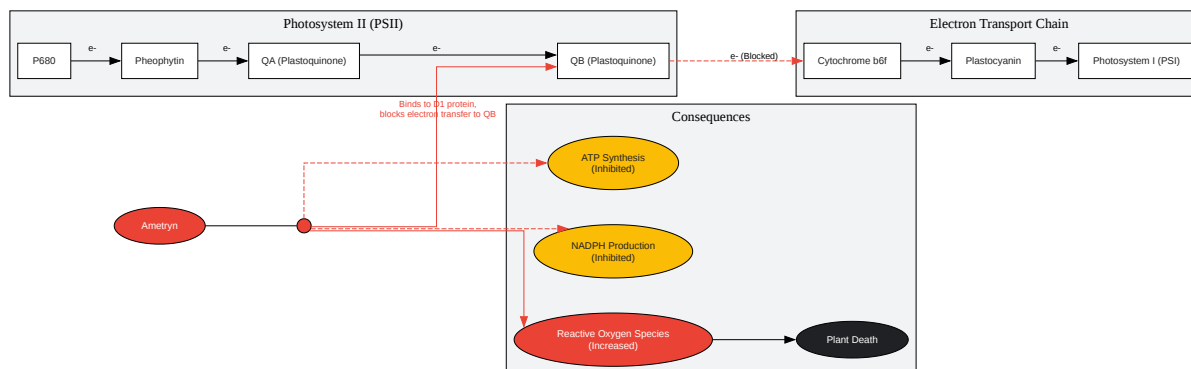 Photosystem II (PSII)
Electron Transport Chain
P680
e-
Pheophytin
e-
QA (Plastoquinone)
e-
QB (Plastoquinone)
e- (Blocked)
Cytochrome b6f
e-
Plastocyanin
e-
Photosystem I (PSI)
Binds to D1 protein,
blocks electron transfer to QB
Consequences
ATP Synthesis
(Inhibited)
Ametryn
NADPH Production
(Inhibited)
Reactive Oxygen Species
(Increased)
Plant Death